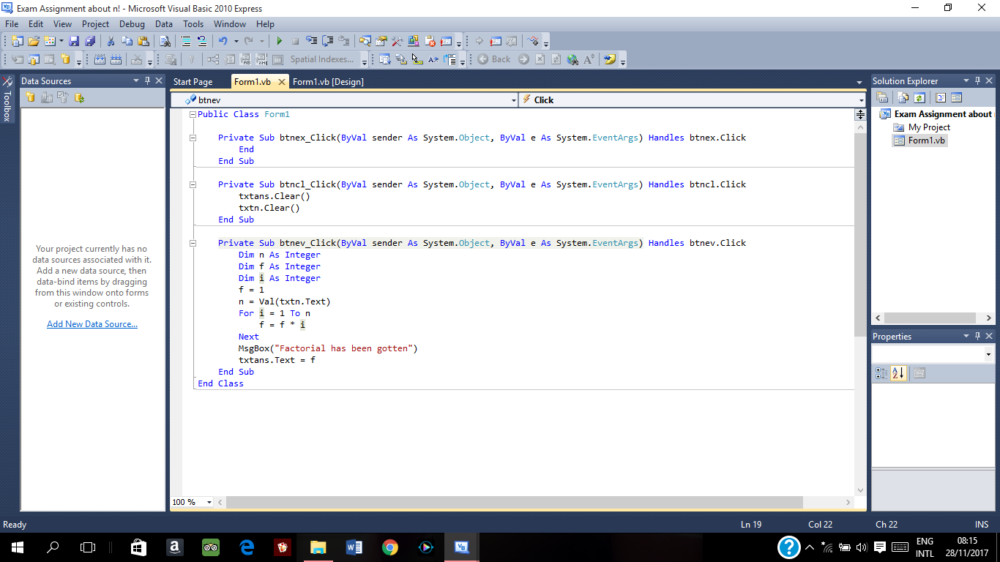 Exam Assignment about n! - Microsoft Visual Basic 2010 Express
File Edit View Project Debug Data Tools Window Help
Spatial Indexes...
Back
Toolbox
Data Sources
Your project currently has no
data sources associated with it.
Add a new data source, then
data-bind items by dragging
from this window onto forms
or existing controls.
Add New Data Source...
Start Page Form1.vb Form1.vb [Design]
btnev Click
Public Class Form1
Private Sub btnex_Click(ByVal sender As System.Object, ByVal e As System.EventArgs) Handles btnex.Click
End
End Sub
Private Sub btncl_Click(ByVal sender As System.Object, ByVal e As System.EventArgs) Handles btncl.Click
txtans.Clear()
txtn.Clear()
End Sub
Private Sub btnev_Click(ByVal sender As System.Object, ByVal e As System.EventArgs) Handles btnev.Click
Dim n As Integer
Dim f As Integer
Dim i As Integer
f = 1
n = Val(txtn.Text)
For i = 1 To n
f = f * i
Next
MsgBox("Factorial has been gotten")
txtans.Text = f
End Sub
End Class
100 %
Solution Explorer
Exam Assignment about
My Project
Form1.vb
Properties
Ready Ln 19 Col 22 Ch 22 INS
ENG
INTL
08:15
28/11/2017